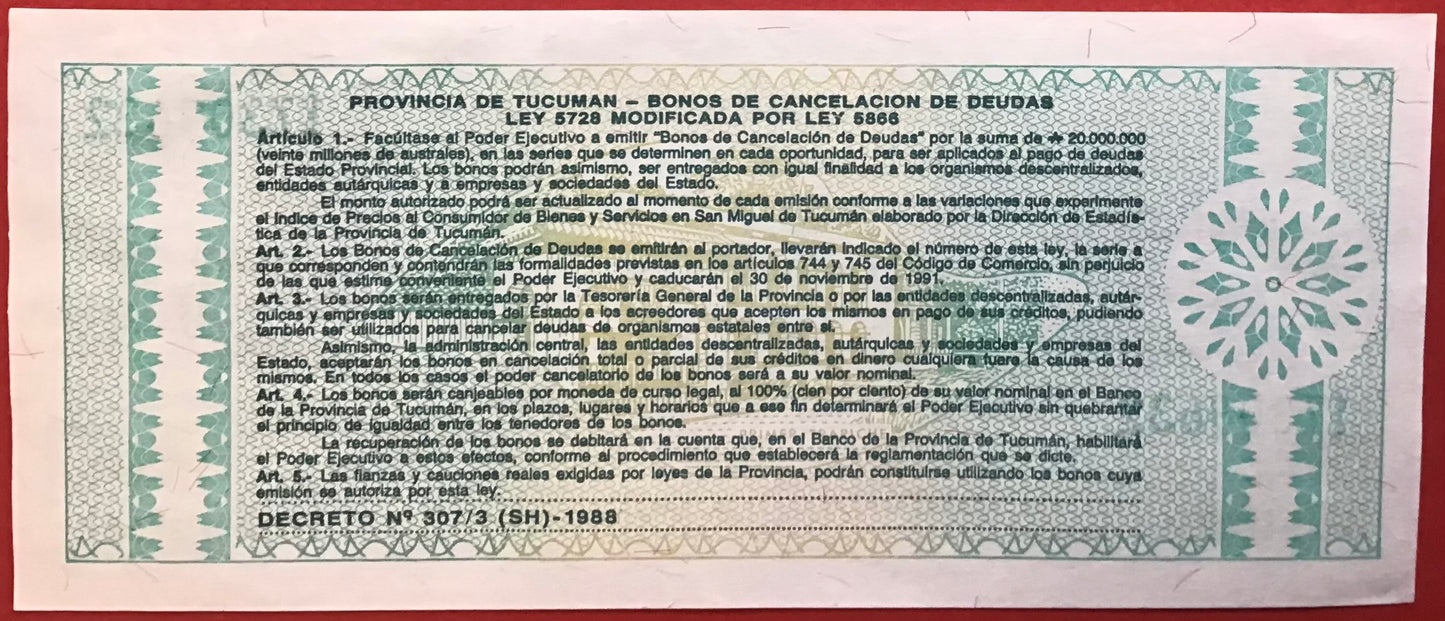 PROVINCIA DE TUCUMAN – BONOS DE CANCELACION DE DEUDAS
LEY 5728 MODIFICADA POR LEY 5866
Artículo 1.- Facúltase al Poder Ejecutivo a emitir "Bonos de Cancelación de Deudas" por la suma de ₳ 20.000.000
(veinte millones de australes), en las series que se determinen en cada oportunidad, para ser aplicados al pago de deudas
del Estado Provincial. Los bonos podrán asimismo, ser entregados con igual finalidad a los organismos descentralizados,
entidades autárquicas y a empresas y sociedades del Estado.
El monto autorizado podrá ser actualizado al momento de cada emisión conforme a las variaciones que experimente
el Indice de Precios al Consumidor de Bienes y Servicios en San Miguel de Tucumán elaborado por la Dirección de Estadís-
tica de la Provincia de Tucumán.
Art. 2.- Los Bonos de Cancelación de Deudas se emitirán al portador, llevarán indicado el número de esta ley, la serie a
que corresponden y contendrán las formalidades previstas en los artículos 744 y 745 del Código de Comercio, sin perjuicio
de las que estime conveniente el Poder Ejecutivo y caducarán el 30 de noviembre de 1991.
Art. 3.- Los bonos serán entregados por la Tesorería General de la Provincia o por las entidades descentralizadas, autár-
quicas y empresas y sociedades del Estado a los acreedores que acepten los mismos en pago de sus créditos, pudiendo
también ser utilizados para cancelar deudas de organismos estatales entre sí.
Asimismo, la administración central, las entidades descentralizadas, autárquicas y sociedades y empresas del
Estado, aceptarán los bonos en cancelación total o parcial de sus créditos en dinero cualquiera fuere la causa de los
mismos. En todos los casos el poder cancelatorio de los bonos será a su valor nominal.
Art. 4.- Los bonos serán canjeables por moneda de curso legal, al 100% (cien por ciento) de su valor nominal en el Banco
de la Provincia de Tucumán, en los plazos, lugares y horarios que a ese fin determinará el Poder Ejecutivo sin quebrantar
el principio de igualdad entre los tenedores de los bonos.
La recuperación de los bonos se debitará en la cuenta que, en el Banco de la Provincia de Tucumán, habilitará
el Poder Ejecutivo a estos efectos, conforme al procedimiento que establecerá la reglamentación que se dicte.
Art. 5.- Las fianzas y cauciones reales exigidas por leyes de la Provincia, podrán constituirse utilizando los bonos cuya
emisión se autoriza por esta ley.
DECRETO Nº 307/3 (SH)-1988